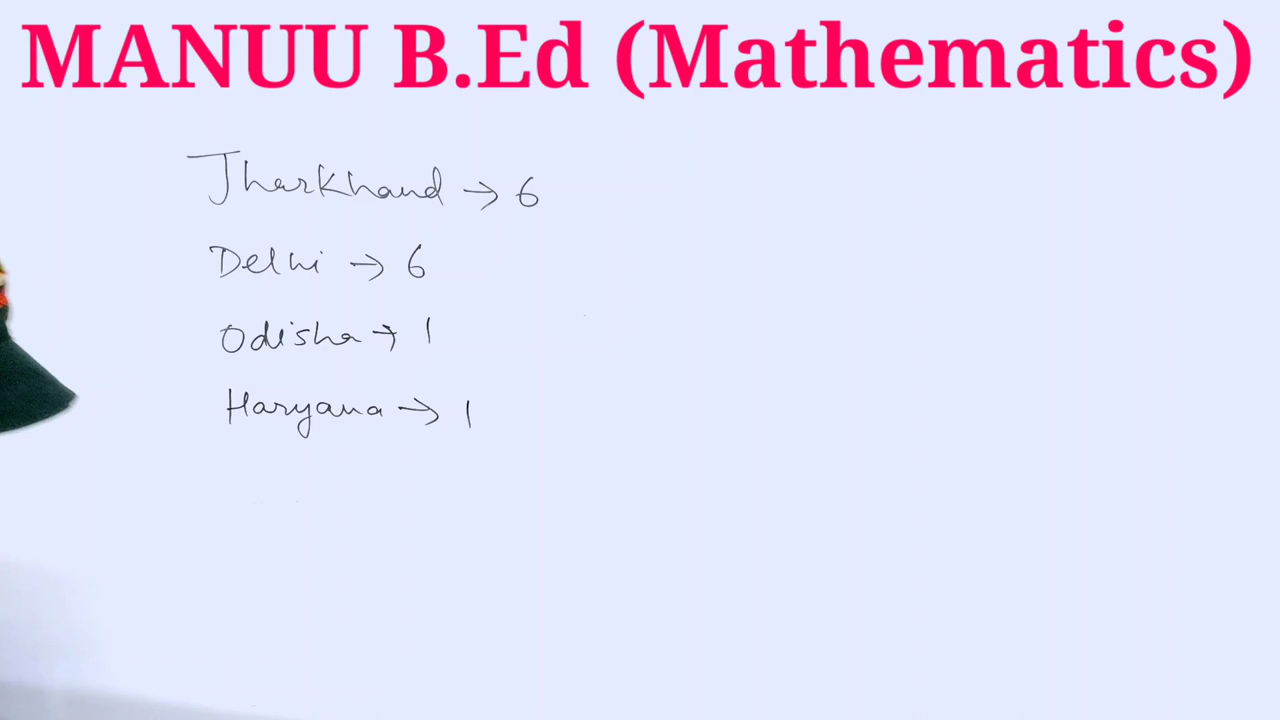 MANUU B.Ed (Mathematics)
Jharkhand → 6
Delhi → 6
Odisha → 1
Haryana → 1